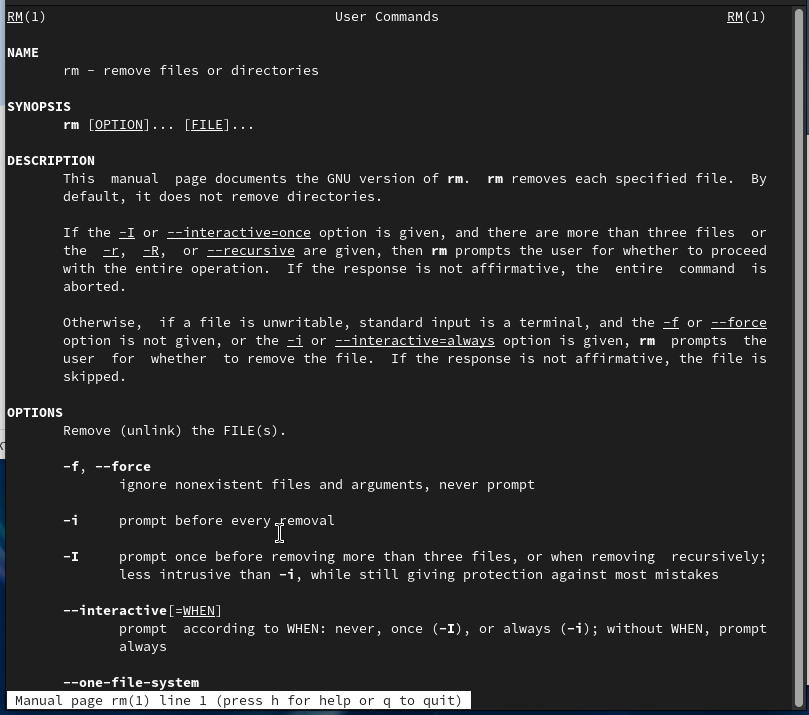 RM(1) User Commands RM(1)
NAME
rm - remove files or directories
SYNOPSIS
rm [OPTION]... [FILE]...
DESCRIPTION
This manual page documents the GNU version of rm. rm removes each specified file. By
default, it does not remove directories.
If the -I or --interactive=once option is given, and there are more than three files or
the -r, -R, or --recursive are given, then rm prompts the user for whether to proceed
with the entire operation. If the response is not affirmative, the entire command is
aborted.
Otherwise, if a file is unwritable, standard input is a terminal, and the -f or --force
option is not given, or the -i or --interactive=always option is given, rm prompts the
user for whether to remove the file. If the response is not affirmative, the file is
skipped.
OPTIONS
Remove (unlink) the FILE(s).
-f, --force
ignore nonexistent files and arguments, never prompt
-i prompt before every removal
-I prompt once before removing more than three files, or when removing recursively;
less intrusive than -i, while still giving protection against most mistakes
--interactive[=WHEN]
prompt according to WHEN: never, once (-I), or always (-i); without WHEN, prompt
always
--one-file-system
Manual page rm(1) line 1 (press h for help or q to quit)